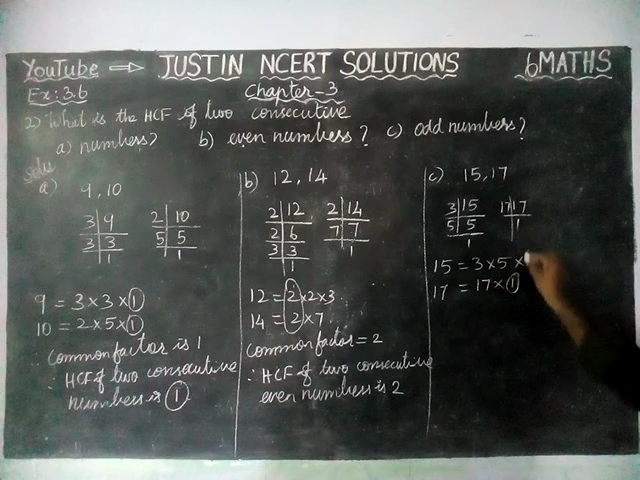 YouTube ⇒ JUSTIN NCERT SOLUTIONS 6MATHS
Ex: 3.6 Chapter-3
2) What is the HCF of two consecutive
a) numbers? b) even numbers? c) odd numbers?
Solu
a) 9, 10
3 | 9
3 | 3
1
2 | 10
5 | 5
1
9 = 3 × 3 × 1
10 = 2 × 5 × 1
Common factor is 1
∴ HCF of two consecutive
numbers is 1
b) 12, 14
2 | 12
2 | 6
3 | 3
1
2 | 14
7 | 7
1
12 = 2 × 2 × 3
14 = 2 × 7
Common factor = 2
∴ HCF of two consecutive
even numbers is 2
c) 15, 17
3 | 15
5 | 5
1
17 | 17
1
15 = 3 × 5 ×
17 = 17 × 1